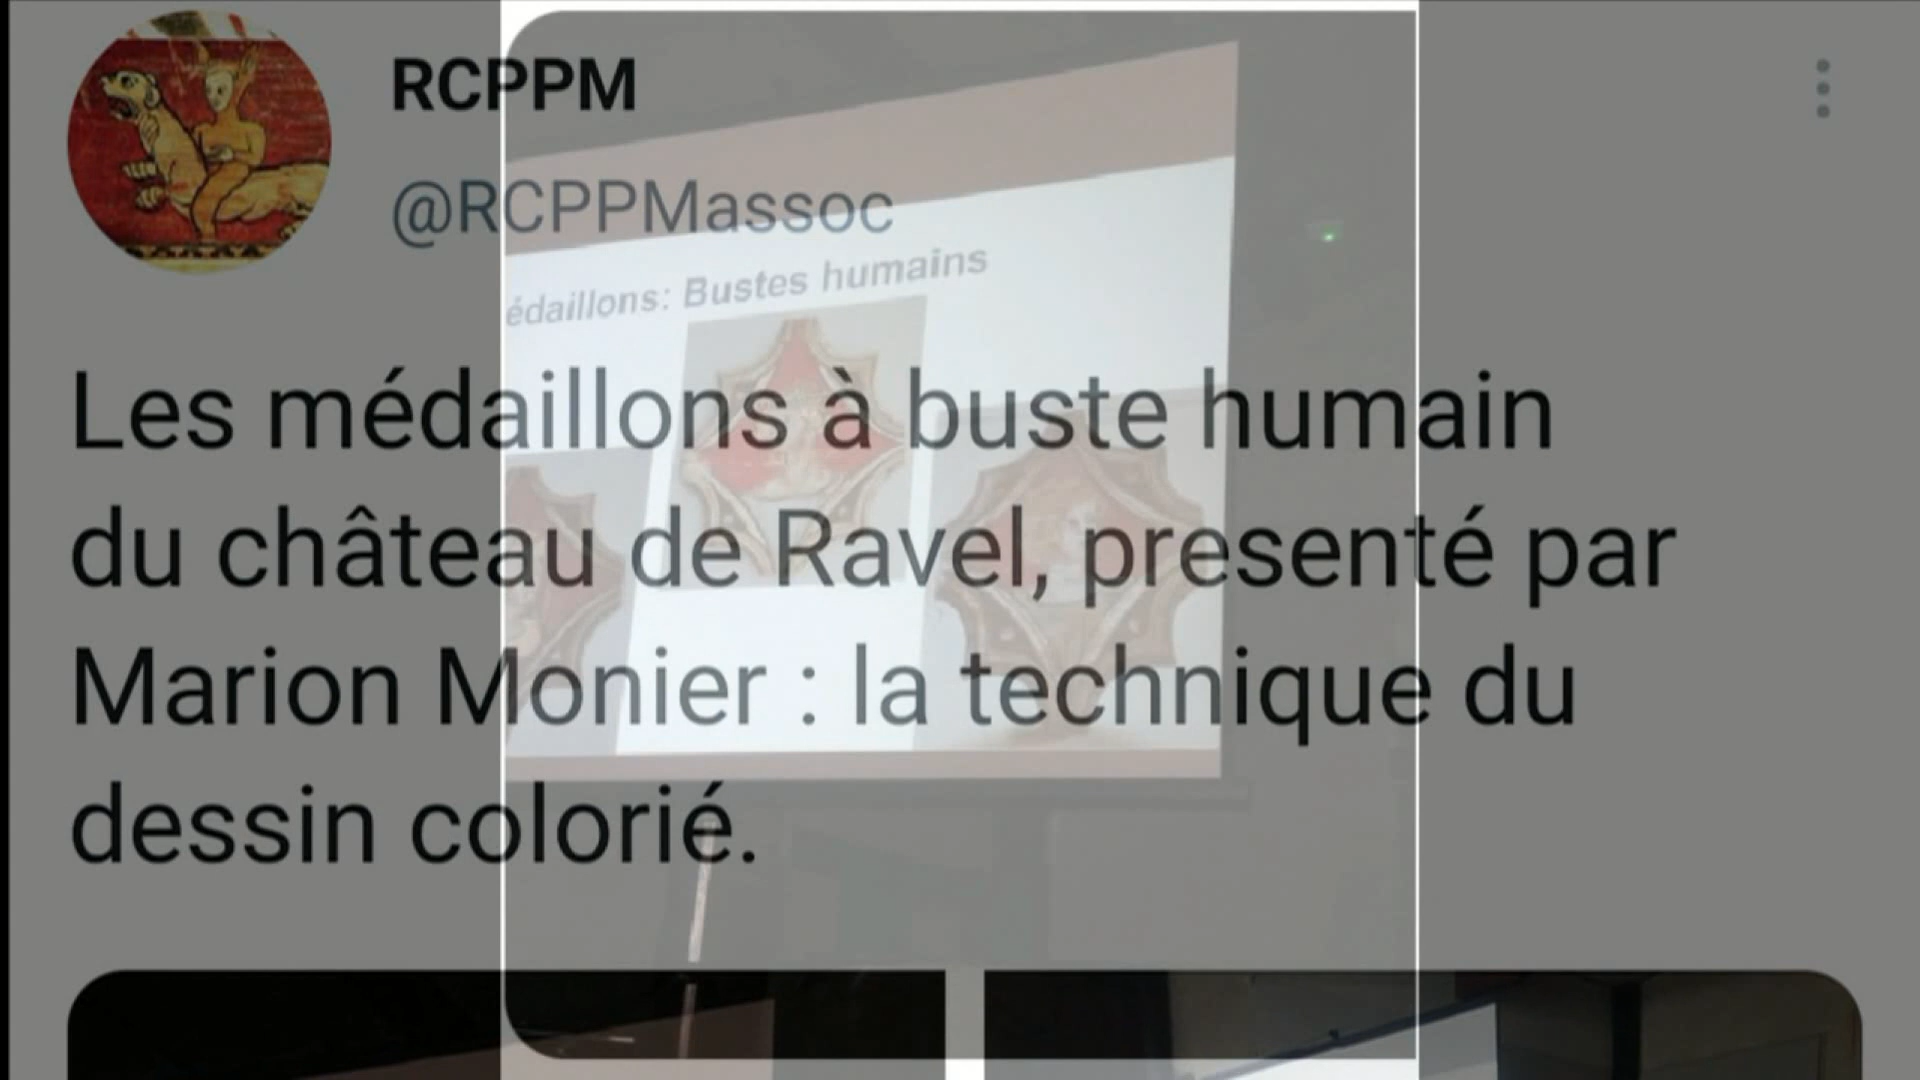 RCPPM
@RCPPMassoc
édaillons: Bustes humains
Les médaillons à buste humain
du château de Ravel, presenté par
Marion Monier : la technique du
dessin colorié.